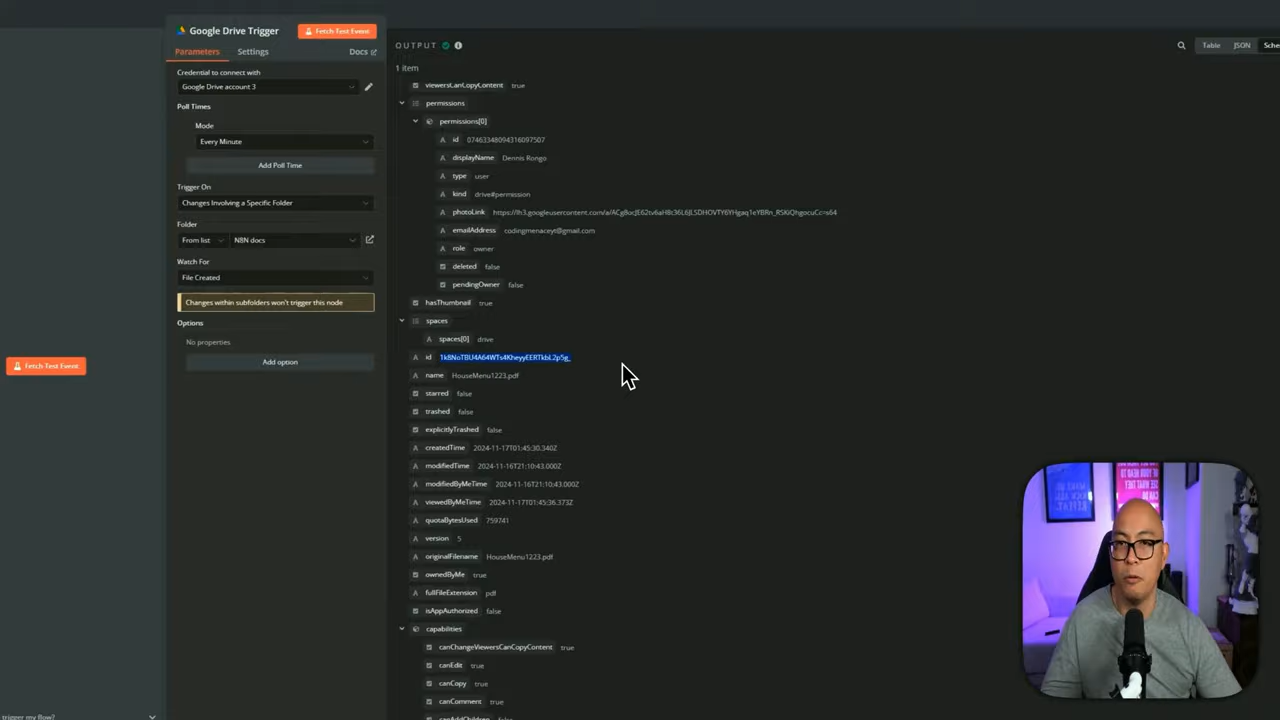 Google Drive Trigger
Fetch Test Event
Parameters
Settings
Docs
Credential to connect with
Google Drive account 3
Poll Times
Mode
Every Minute
Add Poll Time
Trigger On
Changes Involving a Specific Folder
Folder
From list
N8N docs
Watch For
File Created
Changes within subfolders won't trigger this node
Options
No properties
Add option
Fetch Test Event
trigger my flow?
OUTPUT
Table
JSON
1 item
viewersCanCopyContent true
permissions
permissions[0]
id 07463348094316097507
displayName Dennis Rongo
type user
kind drive#permission
photoLink
emailAddress codingmenaceyt@gmail.com
role owner
deleted false
pendingOwner false
hasThumbnail true
spaces
spaces[0] drive
id
name HouseMenu1223.pdf
starred false
trashed false
explicitlyTrashed false
createdTime 2024-11-17T01:45:30.340Z
modifiedTime 2024-11-16T21:10:43.000Z
modifiedByMeTime 2024-11-16T21:10:43.000Z
viewedByMeTime 2024-11-17T01:45:36.373Z
quotaBytesUsed 759741
version 5
originalFilename HouseMenu1223.pdf
ownedByMe true
fullFileExtension pdf
isAppAuthorized false
capabilities
canChangeViewersCanCopyContent true
canEdit true
canCopy true
canComment true